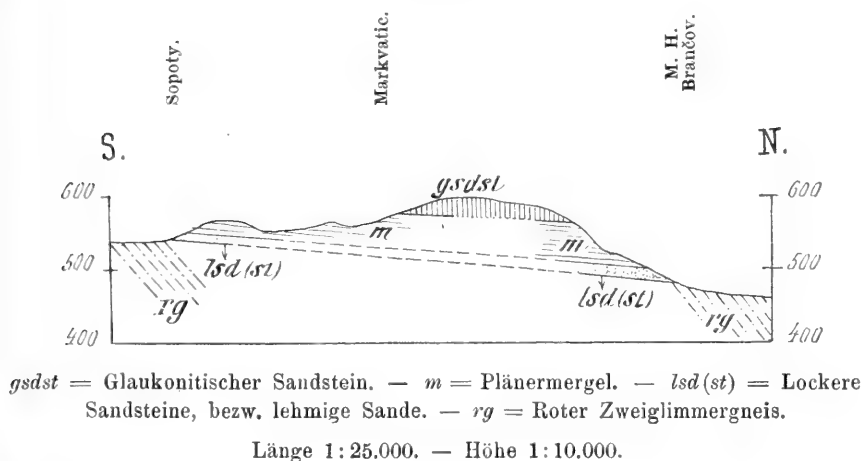 Sopoty.
Markvatic.
M. H.
Brančov.
S.
N.
600
gsdst
600
m
m
500
lsd(st)
500
lsd(st)
rg
rg
400
400
gsdst = Glaukonitischer Sandstein. — m = Plänermergel. — lsd(st) = Lockere
Sandsteine, bezw. lehmige Sande. — rg = Roter Zweiglimmergneis.
Länge 1:25.000. — Höhe 1:10.000.